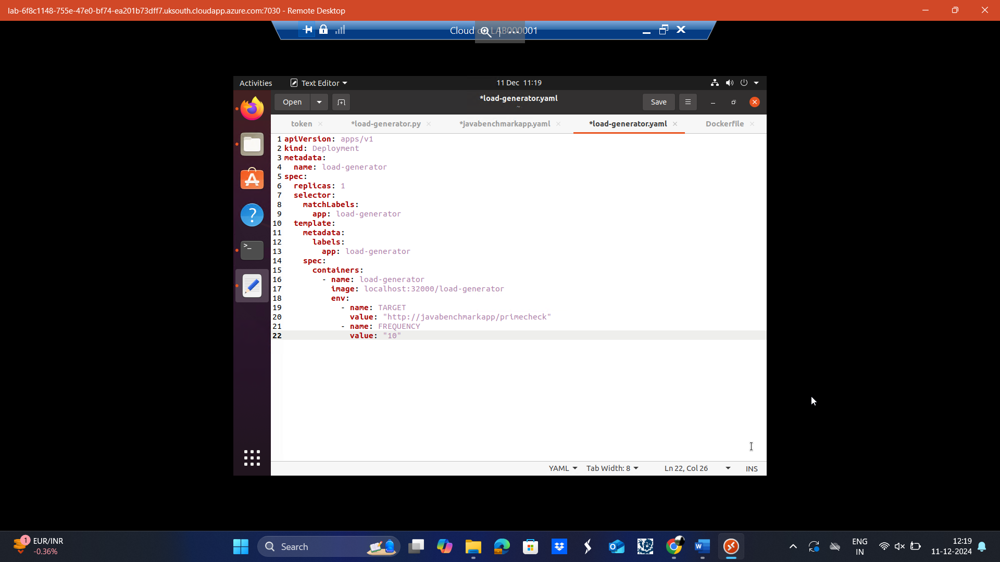 lab-6f8c1148-755e-47e0-bf74-ea201b73dff7.uksouth.cloudapp.azure.com:7030 - Remote Desktop
Cloud on LAB000001
Activities
Text Editor
11 Dec 11:19
Open
*load-generator.yaml
~
Save
token
*load-generator.py
*javabenchmarkapp.yaml
*load-generator.yaml
Dockerfile
1 apiVersion: apps/v1
2 kind: Deployment
3 metadata:
4   name: load-generator
5 spec:
6   replicas: 1
7   selector:
8     matchLabels:
9       app: load-generator
10   template:
11     metadata:
12       labels:
13         app: load-generator
14     spec:
15       containers:
16         - name: load-generator
17           image: localhost:32000/load-generator
18           env:
19             - name: TARGET
20               value: "http://javabenchmarkapp/primecheck"
21             - name: FREQUENCY
22               value: "10"
YAML
Tab Width: 8
Ln 22, Col 26
INS
1
EUR/INR
-0.36%
Search
ENG
IN
12:19
11-12-2024